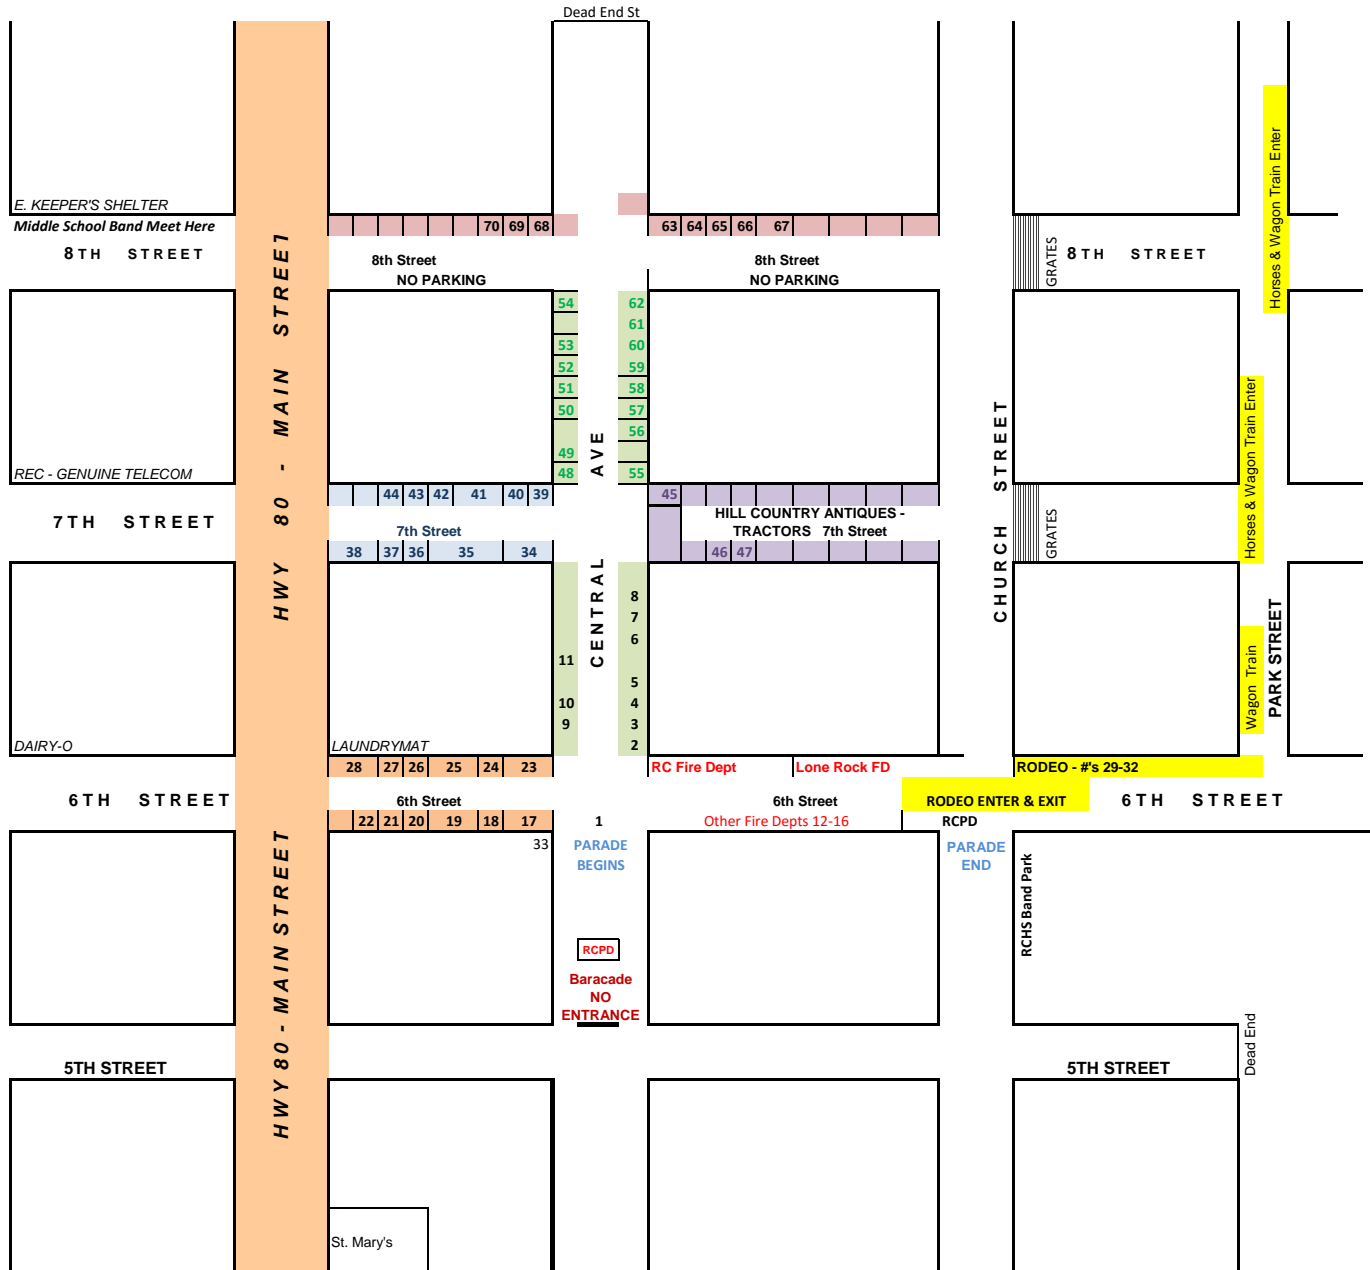 Dead End St
E. KEEPER'S SHELTER
Middle School Band Meet Here
70 69 68
63 64 65 66 67
8TH STREET
8th Street
NO PARKING
8th Street
NO PARKING
GRATES
8TH STREET
Horses & Wagon Train Enter
HWY 80 - MAIN STREET
54
53
52
51
50
49
48
62
61
60
59
58
57
56
55
CENTRAL AVE
CHURCH STREET
Horses & Wagon Train Enter
REC - GENUINE TELECOM
44 43 42 41 40 39
45
7TH STREET
7th Street
HILL COUNTRY ANTIQUES -
TRACTORS 7th Street
GRATES
38 37 36 35 34
46 47
11
10
9
8
7
6
5
4
3
2
Wagon Train
PARK STREET
DAIRY-O
LAUNDRYMAT
28 27 26 25 24 23
RC Fire Dept
Lone Rock FD
RODEO - #'s 29-32
6TH STREET
6th Street
6th Street
RODEO ENTER & EXIT
6TH STREET
22 21 20 19 18 17
1
Other Fire Depts 12-16
RCPD
33
PARADE
BEGINS
PARADE
END
HWY 80 - MAIN STREET
RCHS Band Park
RCPD
Baracade
NO
ENTRANCE
5TH STREET
5TH STREET
Dead End
St. Mary's